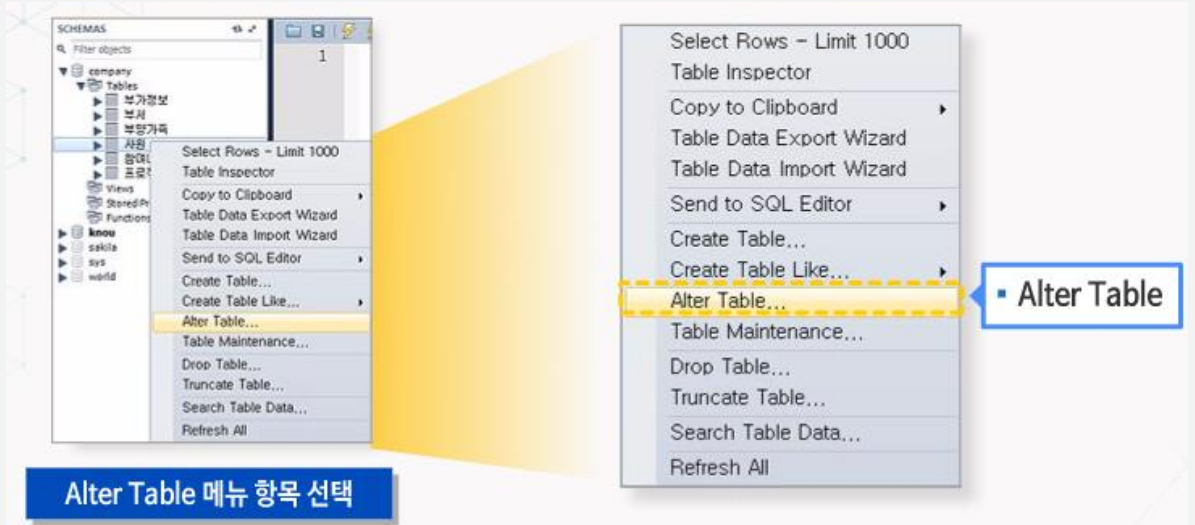 SCHEMAS
Filter objects
company
Tables
부가정보
부서
부양가족
사원
Views
Functions
knou
sakila
sys
world
1
Select Rows - Limit 1000
Table Inspector
Copy to Clipboard
Table Data Export Wizard
Table Data Import Wizard
Send to SQL Editor
Create Table...
Create Table Like...
Alter Table...
Table Maintenance...
Drop Table...
Truncate Table...
Search Table Data...
Refresh All
Alter Table 메뉴 항목 선택
Select Rows - Limit 1000
Table Inspector
Copy to Clipboard
Table Data Export Wizard
Table Data Import Wizard
Send to SQL Editor
Create Table...
Create Table Like...
Alter Table...
Table Maintenance...
Drop Table...
Truncate Table...
Search Table Data...
Refresh All
▪ Alter Table